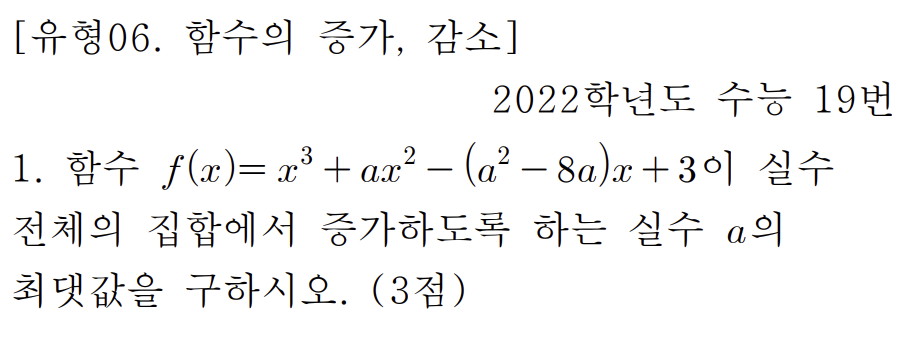 [유형06. 함수의 증가, 감소]
2022학년도 수능 19번
1. 함수 f(x)= x³ + ax² − (a² − 8a)x + 3이 실수
전체의 집합에서 증가하도록 하는 실수 a의
최댓값을 구하시오. (3점)